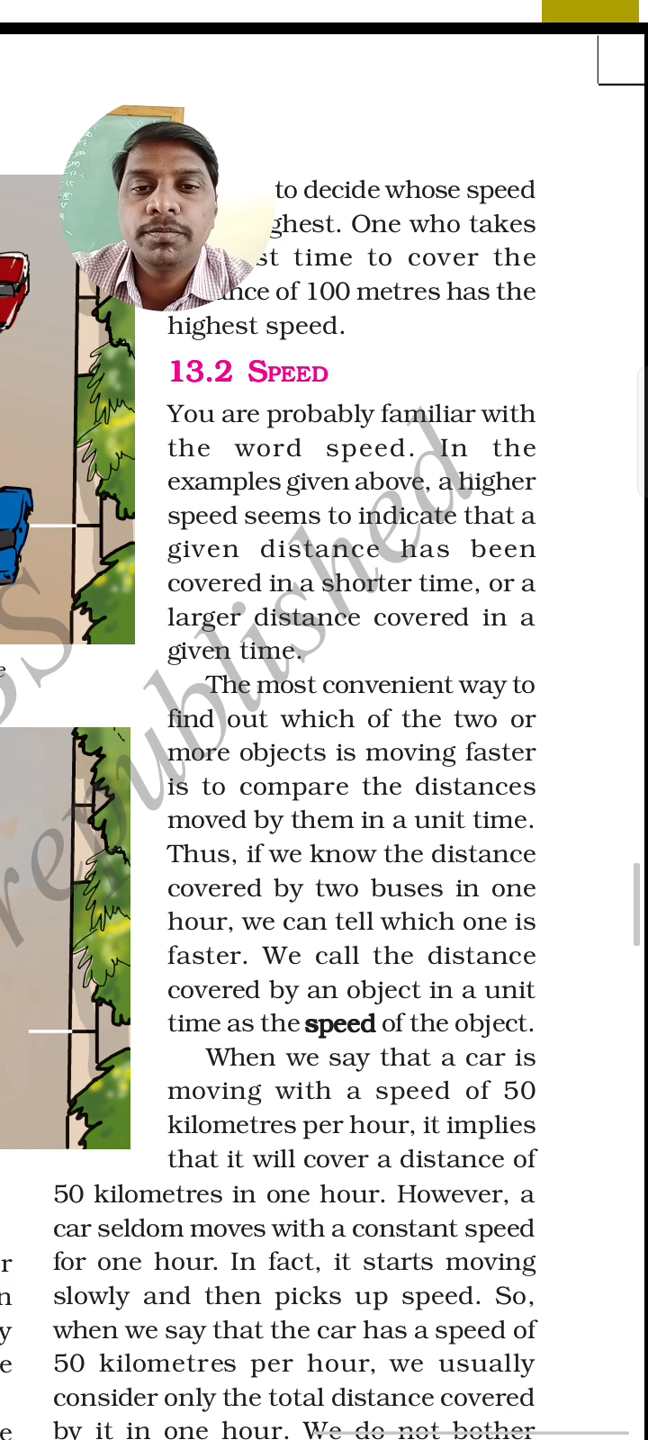 to decide whose speed
ghest. One who takes
st time to cover the
ance of 100 metres has the
highest speed.
13.2 SPEED
You are probably familiar with
the word speed. In the
examples given above, a higher
speed seems to indicate that a
given distance has been
covered in a shorter time, or a
larger distance covered in a
given time.
The most convenient way to
find out which of the two or
more objects is moving faster
is to compare the distances
moved by them in a unit time.
Thus, if we know the distance
covered by two buses in one
hour, we can tell which one is
faster. We call the distance
covered by an object in a unit
time as the speed of the object.
When we say that a car is
moving with a speed of 50
kilometres per hour, it implies
that it will cover a distance of
50 kilometres in one hour. However, a
car seldom moves with a constant speed
for one hour. In fact, it starts moving
slowly and then picks up speed. So,
when we say that the car has a speed of
50 kilometres per hour, we usually
consider only the total distance covered
by it in one hour. We do not bother
republished